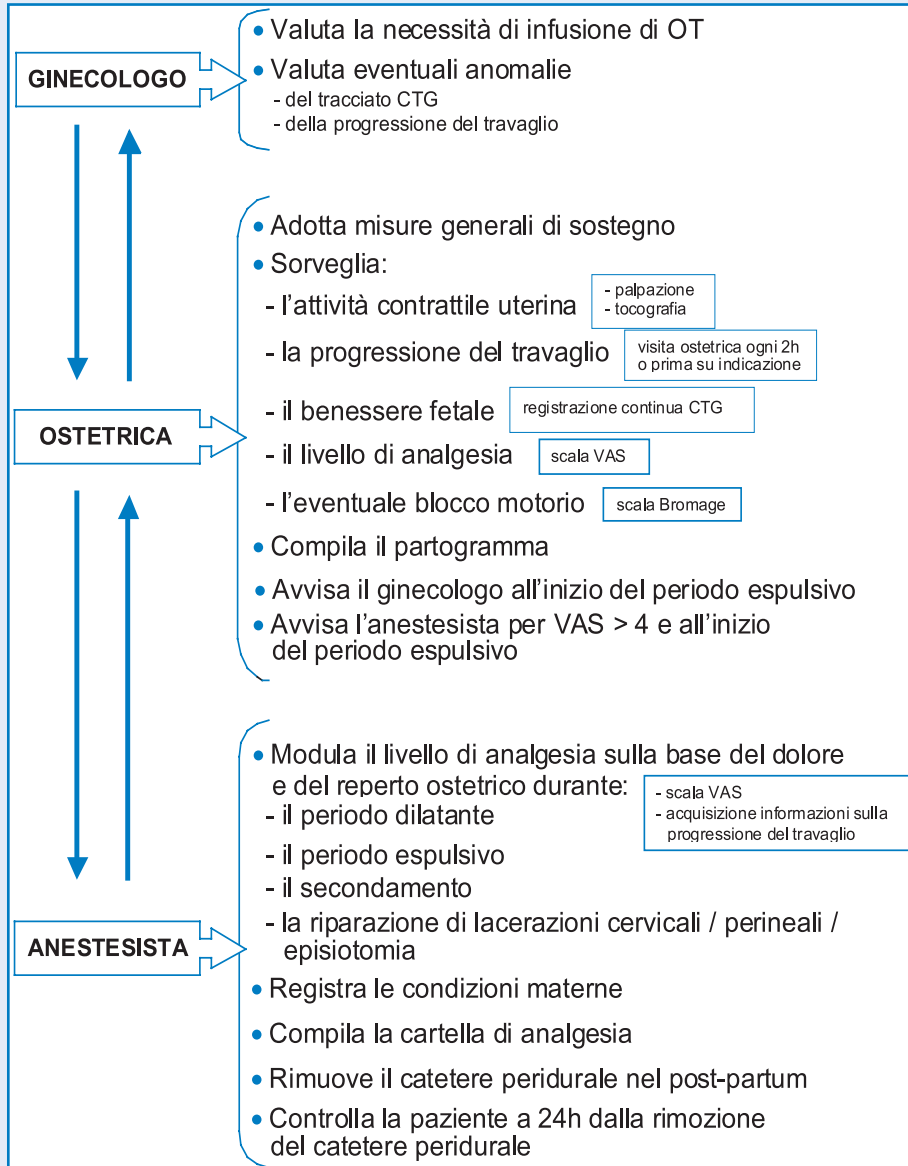 GINECOLOGO
• Valuta la necessità di infusione di OT
• Valuta eventuali anomalie
- del tracciato CTG
- della progressione del travaglio
OSTETRICA
• Adotta misure generali di sostegno
• Sorveglia:
- l'attività contrattile uterina
- palpazione
- tocografia
- la progressione del travaglio
visita ostetrica ogni 2h
o prima su indicazione
- il benessere fetale
registrazione continua CTG
- il livello di analgesia
scala VAS
- l'eventuale blocco motorio
scala Bromage
• Compila il partogramma
• Avvisa il ginecologo all'inizio del periodo espulsivo
• Avvisa l'anestesista per VAS > 4 e all'inizio
del periodo espulsivo
ANESTESISTA
• Modula il livello di analgesia sulla base del dolore
e del reperto ostetrico durante:
- scala VAS
- acquisizione informazioni sulla
progressione del travaglio
- il periodo dilatante
- il periodo espulsivo
- il secondamento
- la riparazione di lacerazioni cervicali / perineali /
episiotomia
• Registra le condizioni materne
• Compila la cartella di analgesia
• Rimuove il catetere peridurale nel post-partum
• Controlla la paziente a 24h dalla rimozione
del catetere peridurale